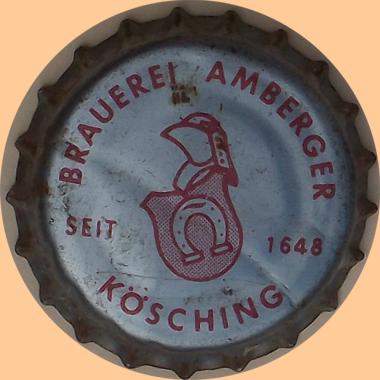 BRAUEREI AMBERGER
SEIT 1648
KÖSCHING